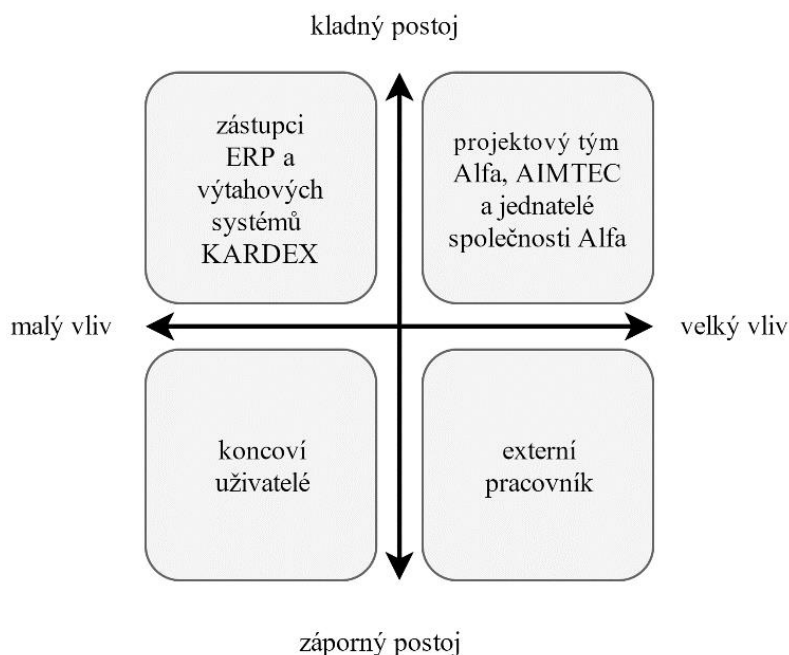 kladný postoj
zástupci
ERP a
výtahových
systémů
KARDEX
projektový tým
Alfa, AIMTEC
a jednatelé
společnosti Alfa
malý vliv
velký vliv
koncoví
uživatelé
externí
pracovník
záporný postoj